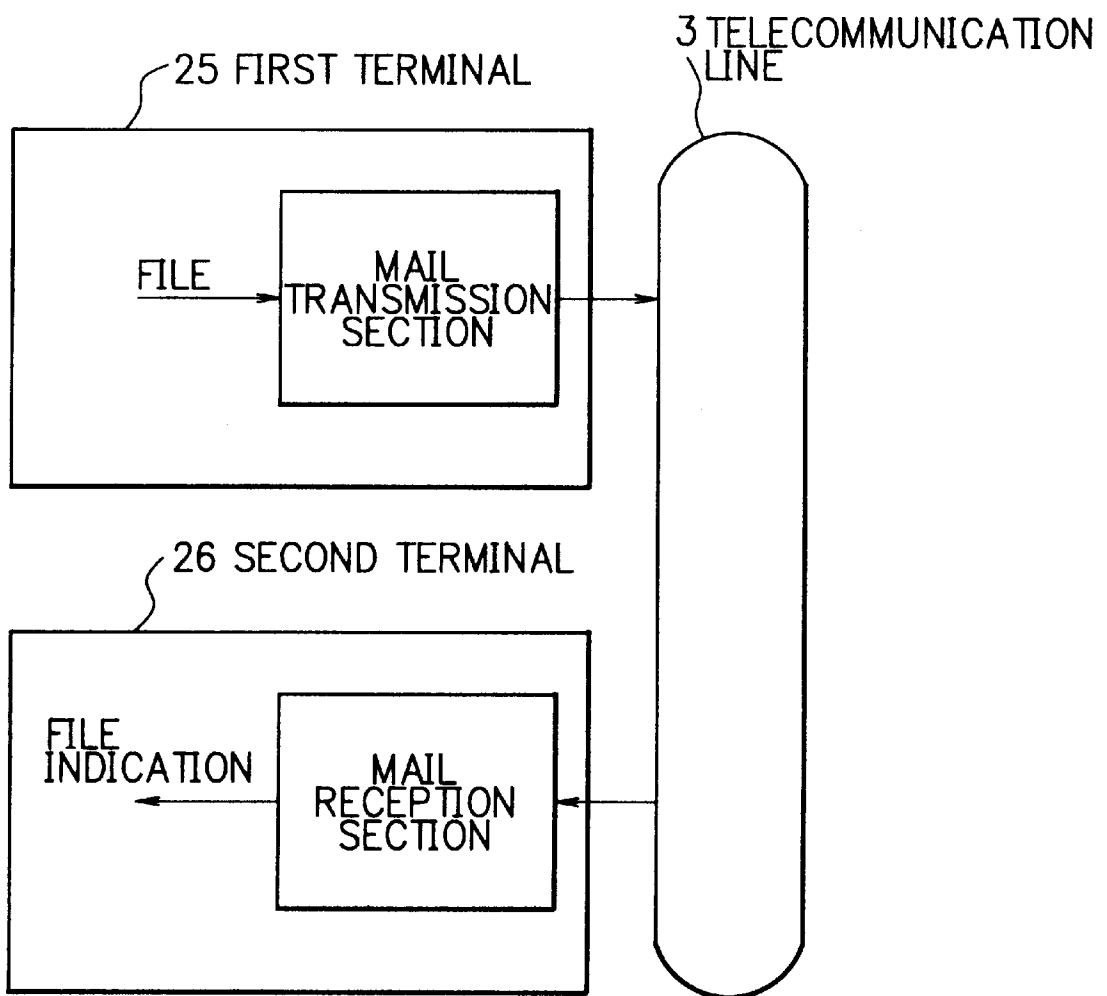 3 TELECOMMUNICATION
LINE
25 FIRST TERMINAL
FILE
MAIL
TRANSMISSION
SECTION
26 SECOND TERMINAL
FILE
INDICATION
MAIL
RECEPTION
SECTION